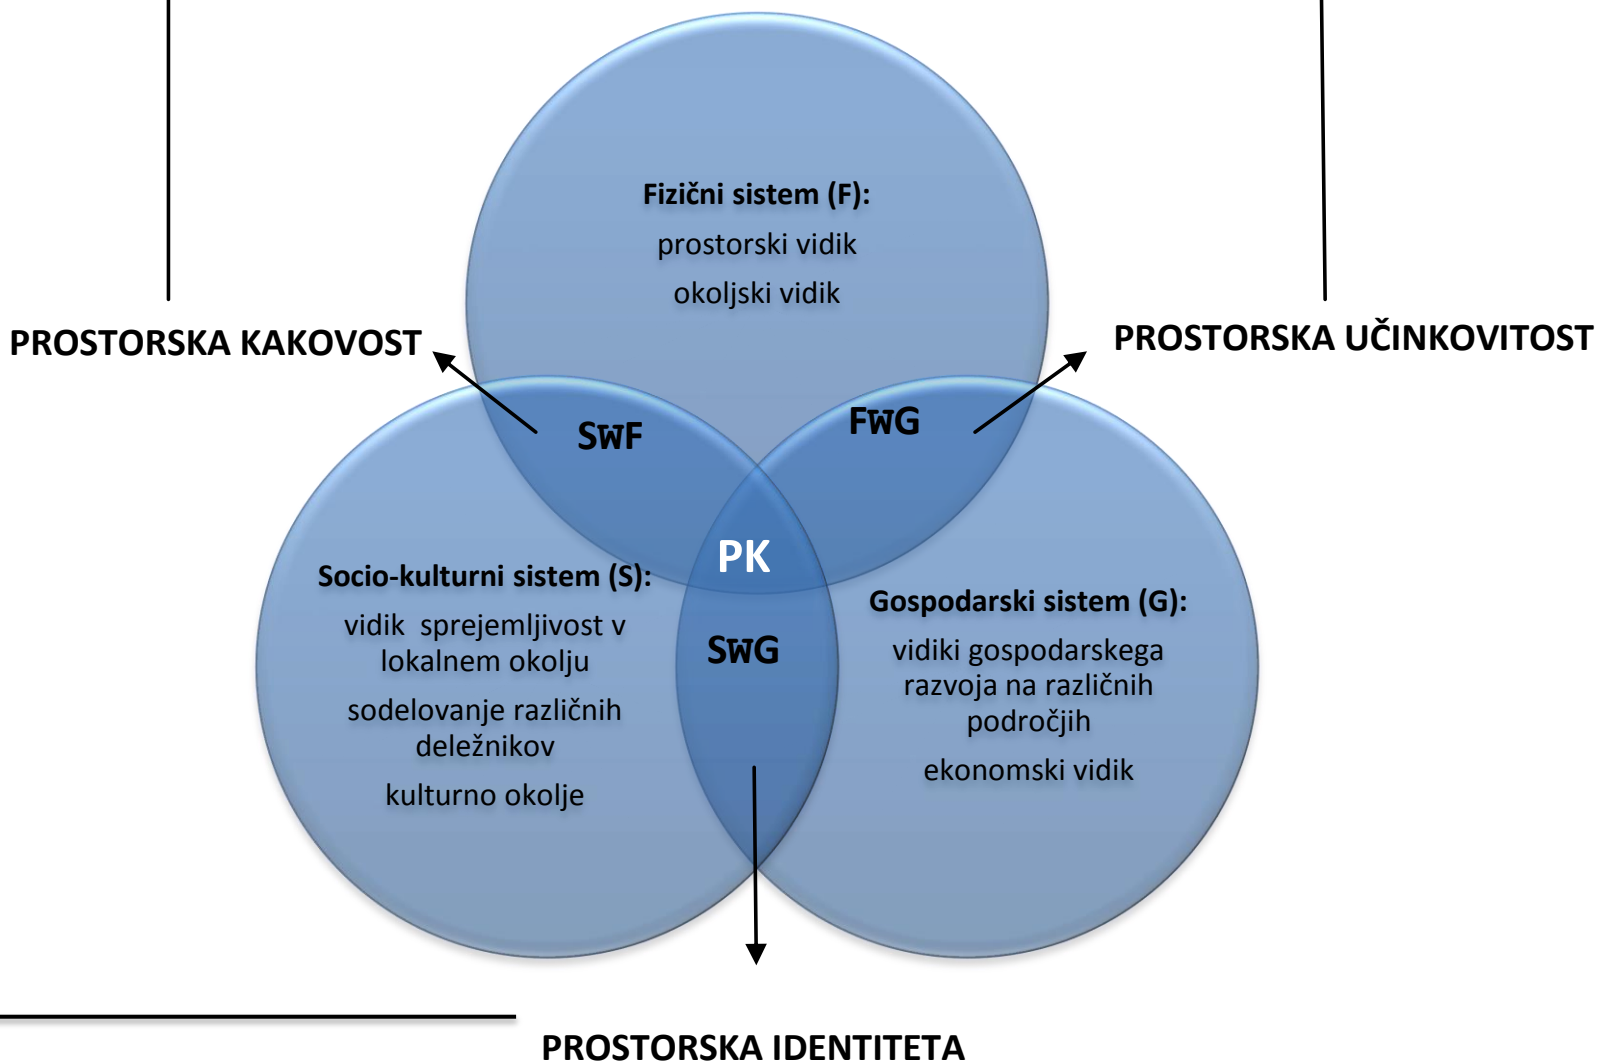 Fizični sistem (F):
prostorski vidik
okoljski vidik
PROSTORSKA KAKOVOST
PROSTORSKA UČINKOVITOST
SWF
FWG
PK
Socio-kulturni sistem (S):
vidik sprejemljivost v
lokalnem okolju
sodelovanje različnih
deležnikov
kulturno okolje
SWG
Gospodarski sistem (G):
vidiki gospodarskega
razvoja na različnih
področjih
ekonomski vidik
PROSTORSKA IDENTITETA